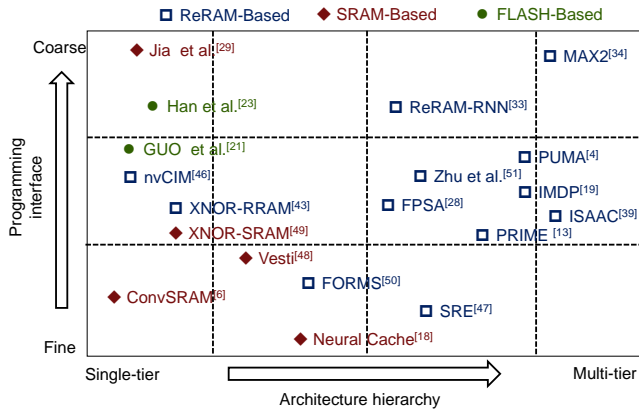 ReRAM-Based SRAM-Based FLASH-Based
Coarse
Jia et al.[29]
MAX2[34]
Han et al.[23]
ReRAM-RNN[33]
GUO et al.[21]
PUMA[4]
nvCIM[46]
Zhu et al.[51]
IMDP[19]
XNOR-RRAM[43]
FPSA[28]
ISAAC[39]
XNOR-SRAM[49]
PRIME [13]
Vesti[48]
FORMS[50]
ConvSRAM[6]
SRE[47]
Neural Cache[18]
Programming
interface
Fine
Single-tier
Multi-tier
Architecture hierarchy